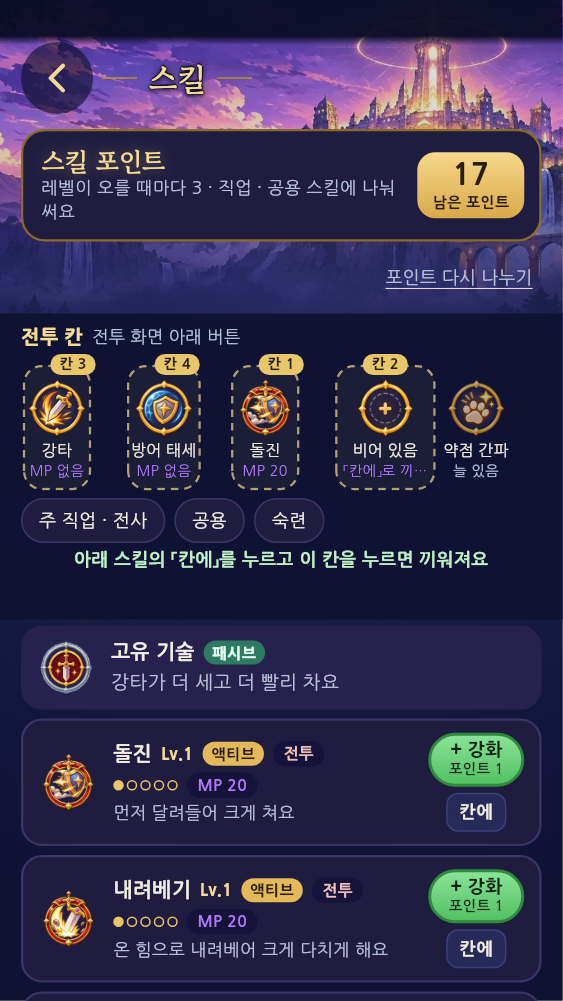 스킬
스킬 포인트
레벨이 오를 때마다 3 · 직업 · 공용 스킬에 나눠
써요
17
남은 포인트
포인트 다시 나누기
전투 칸 전투 화면 아래 버튼
칸 3 칸 4 칸 1 칸 2
강타 방어 태세 돌진 비어 있음 약점 간파
MP 없음 MP 없음 MP 20 「칸에」로 끼… 늘 있음
주 직업 · 전사 공용 숙련
아래 스킬의 「칸에」를 누르고 이 칸을 누르면 끼워져요
고유 기술 패시브
강타가 더 세고 더 빨리 차요
돌진 Lv.1 액티브 전투
MP 20
먼저 달려들어 크게 쳐요
+ 강화
포인트 1
칸에
내려베기 Lv.1 액티브 전투
MP 20
온 힘으로 내려베어 크게 다치게 해요
+ 강화
포인트 1
칸에